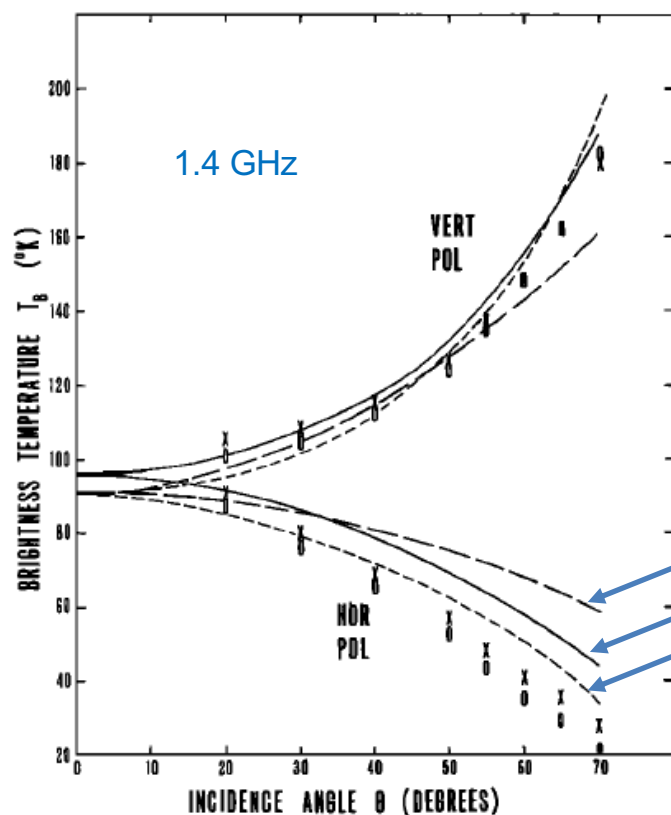 200
1.4 GHz
180
VERT
POL
160
140
120
100
80
60
HOR
POL
40
20
BRIGHTNESS TEMPERATURE T_B (°K)
0 10 20 30 40 50 60 70
INCIDENCE ANGLE θ (DEGREES)